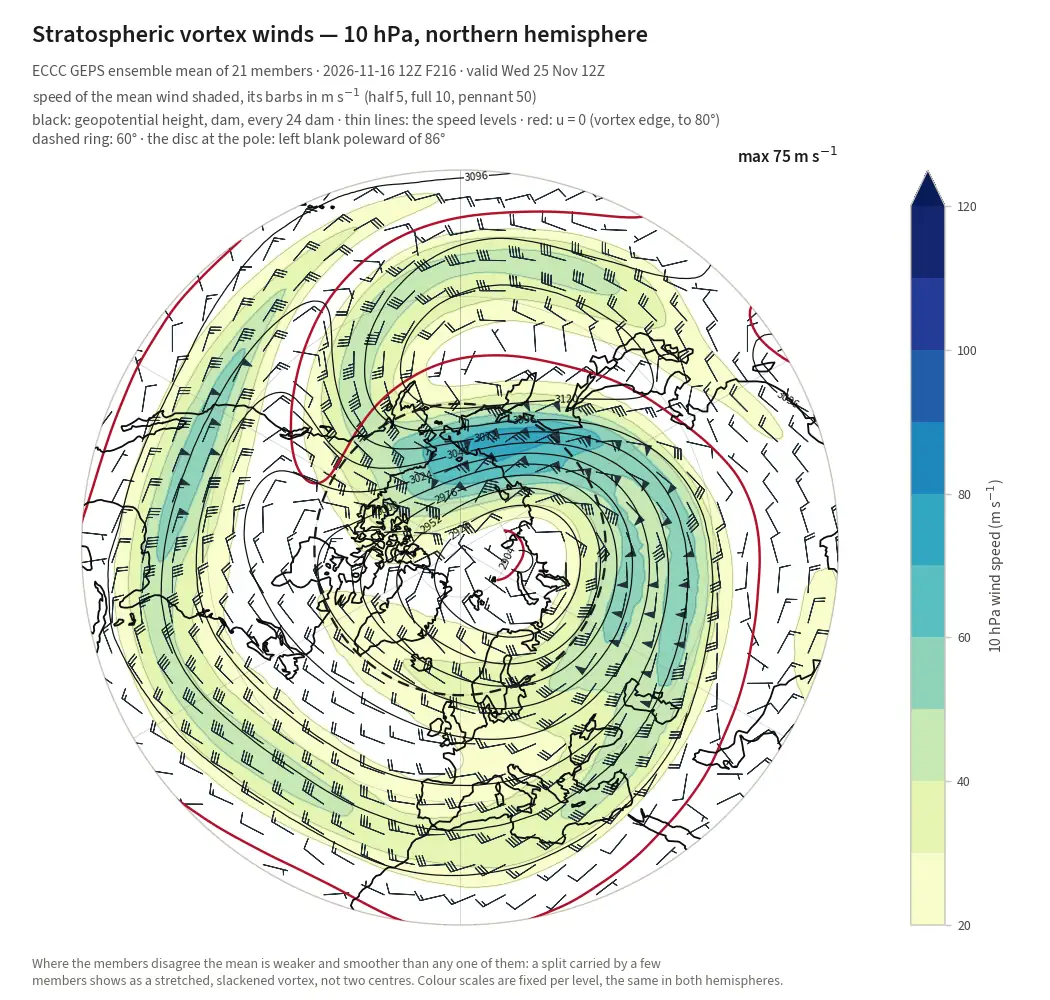 Stratospheric vortex winds — 10 hPa, northern hemisphere
ECCC GEPS ensemble mean of 21 members · 2026-11-16 12Z F216 · valid Wed 25 Nov 12Z
speed of the mean wind shaded, its barbs in m s⁻¹ (half 5, full 10, pennant 50)
black: geopotential height, dam, every 24 dam · thin lines: the speed levels · red: u = 0 (vortex edge, to 80°)
dashed ring: 60° · the disc at the pole: left blank poleward of 86°
max 75 m s⁻¹
3096
120
100
80
60
40
20
10 hPa wind speed (m s⁻¹)
3120
3096
3096
3024
2976
2952
2904
Where the members disagree the mean is weaker and smoother than any one of them: a split carried by a few
members shows as a stretched, slackened vortex, not two centres. Colour scales are fixed per level, the same in both hemispheres.